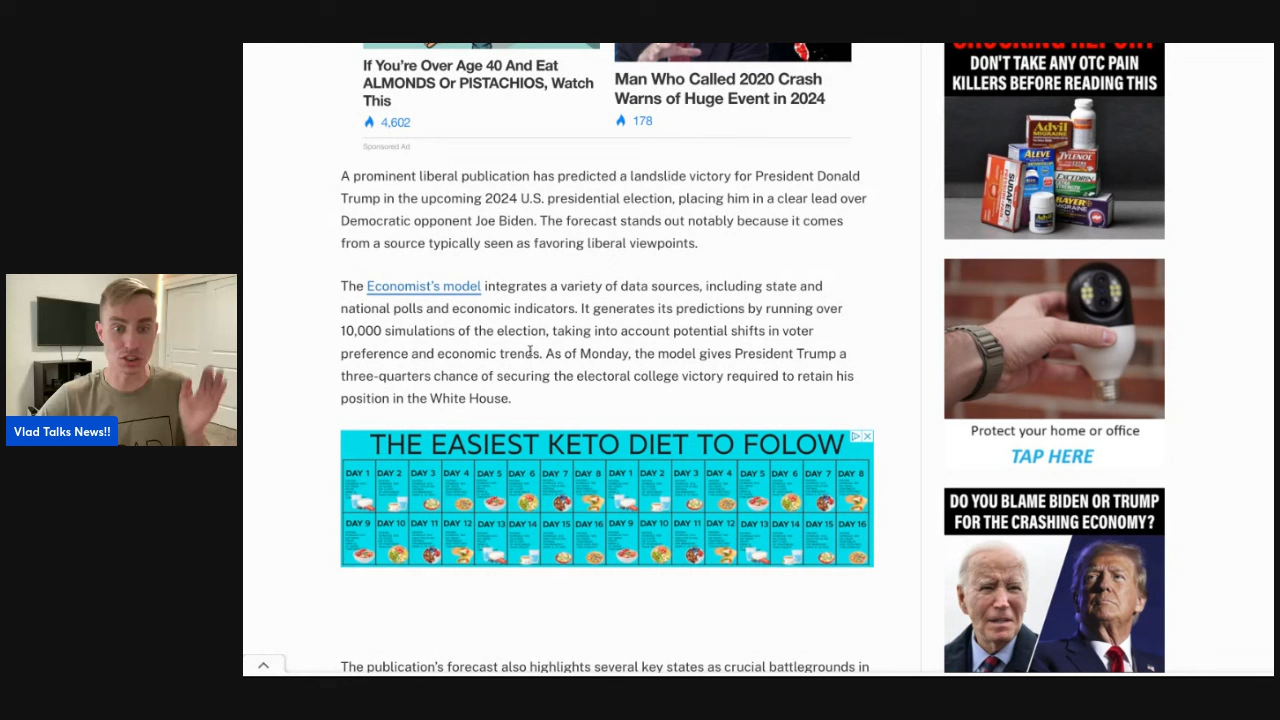 If You're Over Age 40 And Eat
ALMONDS Or PISTACHIOS, Watch
This
4,602
Man Who Called 2020 Crash
Warns of Huge Event in 2024
178
Sponsored Ad
A prominent liberal publication has predicted a landslide victory for President Donald
Trump in the upcoming 2024 U.S. presidential election, placing him in a clear lead over
Democratic opponent Joe Biden. The forecast stands out notably because it comes
from a source typically seen as favoring liberal viewpoints.
The Economist's model integrates a variety of data sources, including state and
national polls and economic indicators. It generates its predictions by running over
10,000 simulations of the election, taking into account potential shifts in voter
preference and economic trends. As of Monday, the model gives President Trump a
three-quarters chance of securing the electoral college victory required to retain his
position in the White House.
THE EASIEST KETO DIET TO FOLOW
DAY 1 DAY 2 DAY 3 DAY 4 DAY 5 DAY 6 DAY 7 DAY 8 DAY 1 DAY 2 DAY 3 DAY 4 DAY 5 DAY 6 DAY 7 DAY 8
DAY 9 DAY 10 DAY 11 DAY 12 DAY 13 DAY 14 DAY 15 DAY 16 DAY 9 DAY 10 DAY 11 DAY 12 DAY 13 DAY 14 DAY 15 DAY 16
The publication's forecast also highlights several key states as crucial battlegrounds in
SHOCKING REPORT
DON'T TAKE ANY OTC PAIN
KILLERS BEFORE READING THIS
Advil
MIGRAINE
ALEVE
TYLENOL
EXCEDRIN
SUDAFED
BAYER
MIGRAINE
Advil
Protect your home or office
TAP HERE
DO YOU BLAME BIDEN OR TRUMP
FOR THE CRASHING ECONOMY?
Vlad Talks News!!